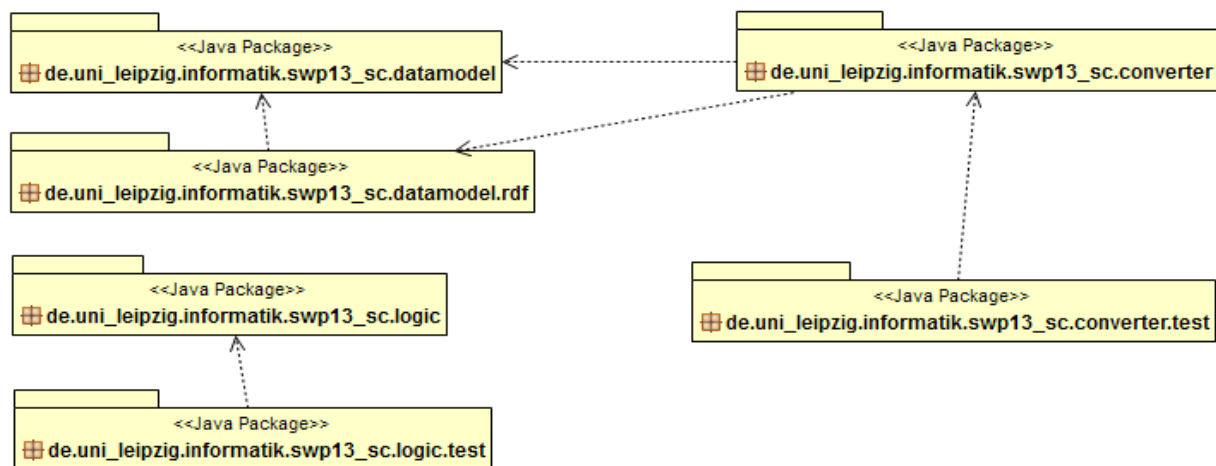 <<Java Package>>
de.uni_leipzig.informatik.swp13_sc.datamodel
<<Java Package>>
de.uni_leipzig.informatik.swp13_sc.converter
<<Java Package>>
de.uni_leipzig.informatik.swp13_sc.datamodel.rdf
<<Java Package>>
de.uni_leipzig.informatik.swp13_sc.logic
<<Java Package>>
de.uni_leipzig.informatik.swp13_sc.converter.test
<<Java Package>>
de.uni_leipzig.informatik.swp13_sc.logic.test